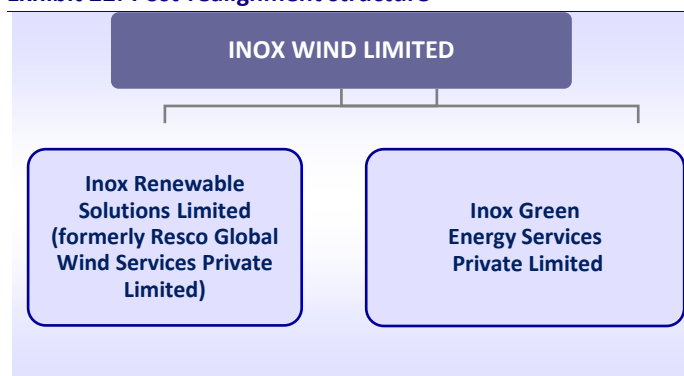 INOX WIND LIMITED
Inox Renewable
Solutions Limited
(formerly Resco Global
Wind Services Private
Limited)
Inox Green
Energy Services
Private Limited